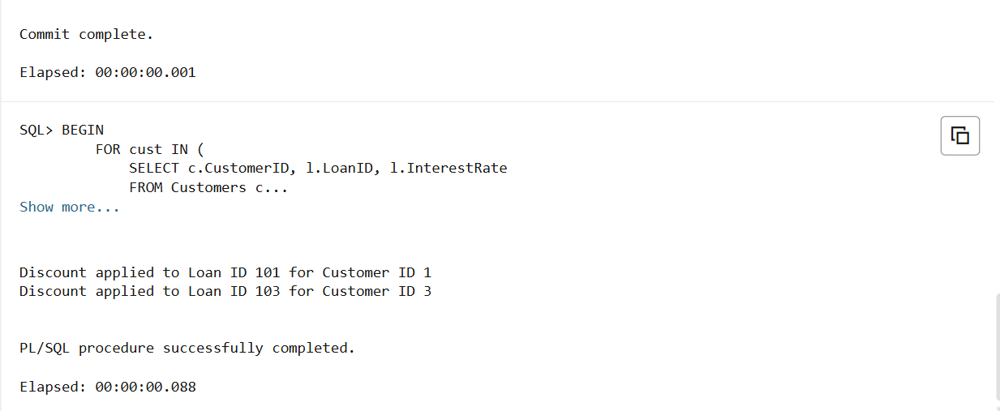 Commit complete.
Elapsed: 00:00:00.001
SQL> BEGIN
FOR cust IN (
SELECT c.CustomerID, l.LoanID, l.InterestRate
FROM Customers c...
Show more...
Discount applied to Loan ID 101 for Customer ID 1
Discount applied to Loan ID 103 for Customer ID 3
PL/SQL procedure successfully completed.
Elapsed: 00:00:00.088